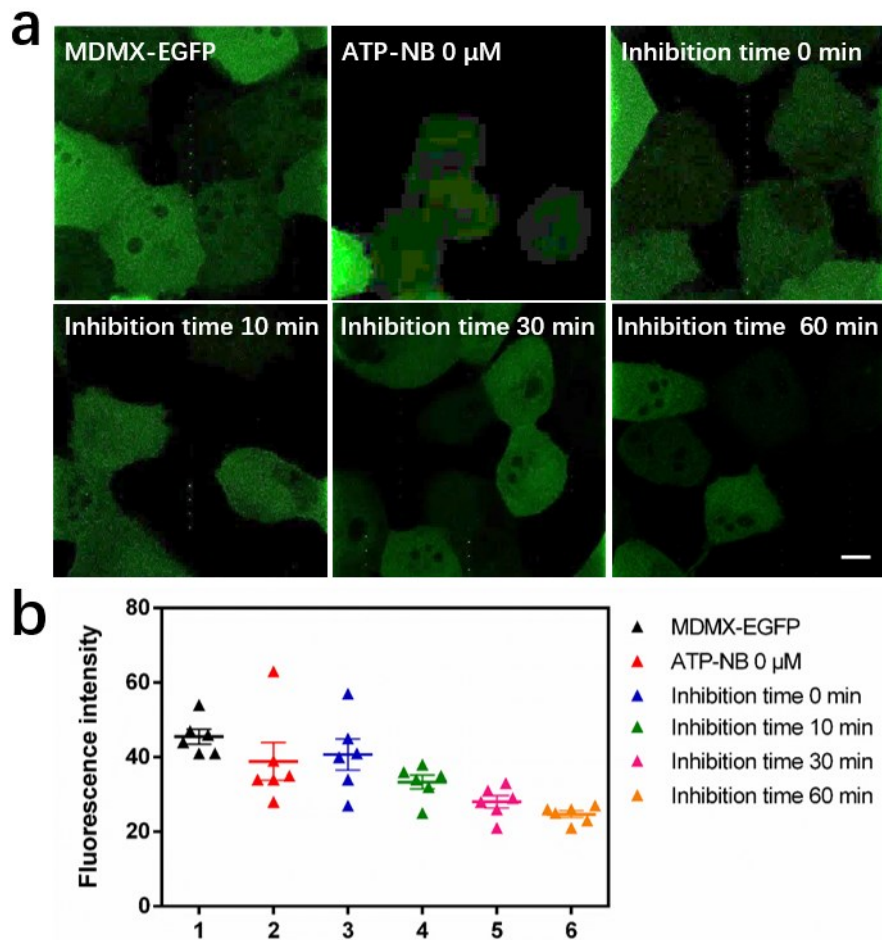 a
MDMX-EGFP
ATP-NB 0 μM
Inhibition time 0 min
Inhibition time 10 min
Inhibition time 30 min
Inhibition time 60 min
b
Fluorescence intensity
80
60
40
20
0
1 2 3 4 5 6
MDMX-EGFP
ATP-NB 0 μM
Inhibition time 0 min
Inhibition time 10 min
Inhibition time 30 min
Inhibition time 60 min